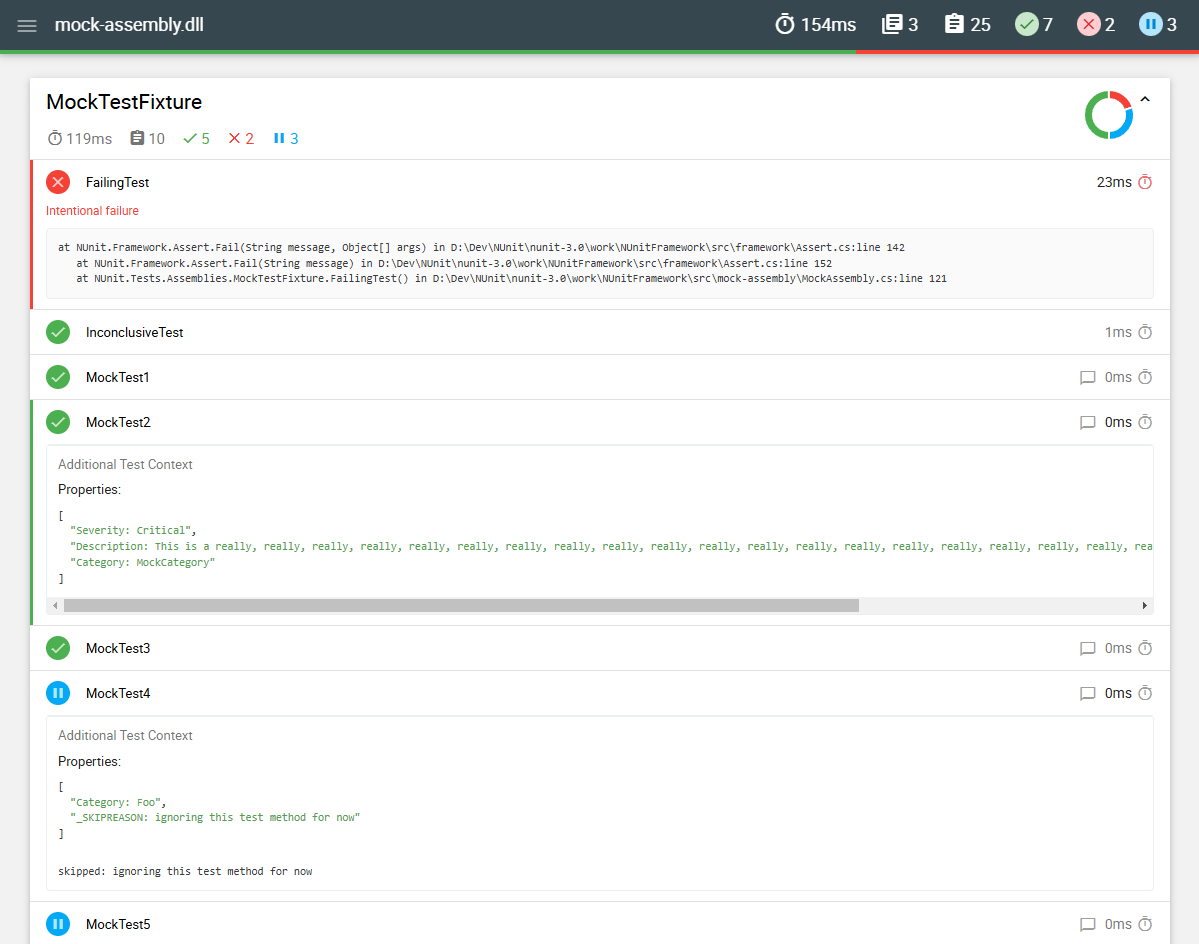 mock-assembly.dll 154ms 3 25 7 2 3
MockTestFixture
119ms 10 5 2 3
FailingTest 23ms
Intentional failure
at NUnit.Framework.Assert.Fail(String message, Object[] args) in D:\Dev\NUnit\nunit-3.0\work\NUnitFramework\src\framework\Assert.cs:line 142
at NUnit.Framework.Assert.Fail(String message) in D:\Dev\NUnit\nunit-3.0\work\NUnitFramework\src\framework\Assert.cs:line 152
at NUnit.Tests.Assemblies.MockTestFixture.FailingTest() in D:\Dev\NUnit\nunit-3.0\work\NUnitFramework\src\mock-assembly\MockAssembly.cs:line 121
InconclusiveTest 1ms
MockTest1 0ms
MockTest2 0ms
Additional Test Context
Properties:
[
"Severity: Critical",
"Description: This is a really, really, really, really, really, really, really, really, really, really, really, really, really, really, really, really, really, really, really, rea
"Category: MockCategory"
]
MockTest3 0ms
MockTest4 0ms
Additional Test Context
Properties:
[
"Category: Foo",
"_SKIPREASON: ignoring this test method for now"
]
skipped: ignoring this test method for now
MockTest5 0ms